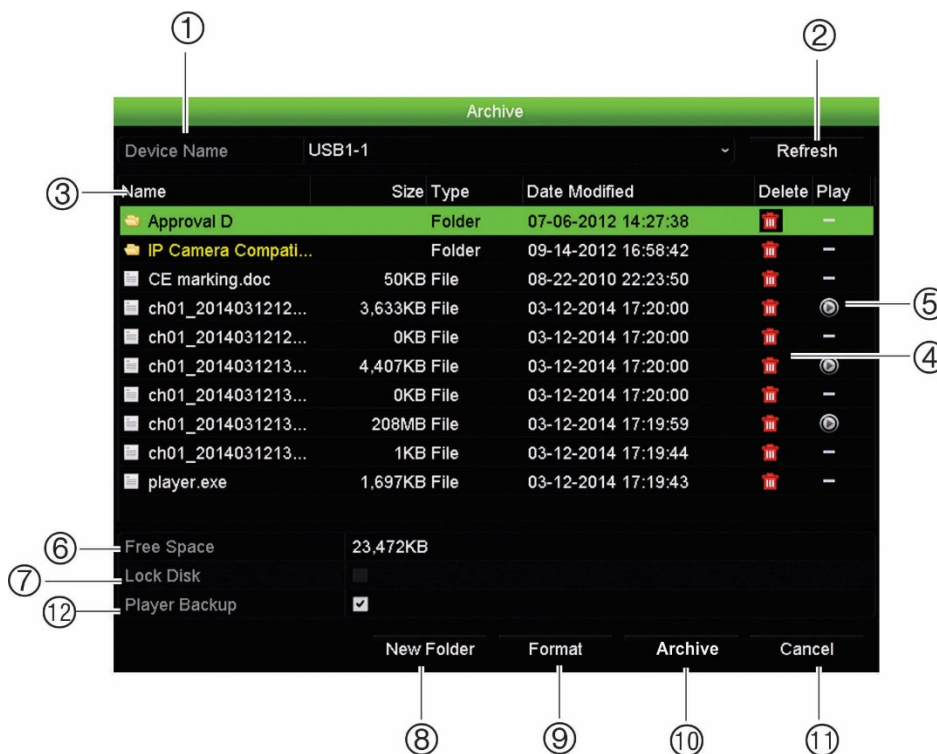 ① ②
Archive
Device Name USB1-1 Refresh
③ Name Size Type Date Modified Delete Play
Approval D Folder 07-06-2012 14:27:38 –
IP Camera Compati... Folder 09-14-2012 16:58:42 –
CE marking.doc 50KB File 08-22-2010 22:23:50 –
ch01_2014031212... 3,633KB File 03-12-2014 17:20:00 ⑤
ch01_2014031212... 0KB File 03-12-2014 17:20:00 –
ch01_2014031213... 4,407KB File 03-12-2014 17:20:00 ④
ch01_2014031213... 0KB File 03-12-2014 17:20:00 –
ch01_2014031213... 208MB File 03-12-2014 17:19:59
ch01_2014031213... 1KB File 03-12-2014 17:19:44 –
player.exe 1,697KB File 03-12-2014 17:19:43 –
⑥ Free Space 23,472KB
⑦ Lock Disk
⑫ Player Backup
New Folder Format Archive Cancel
⑧ ⑨ ⑩ ⑪